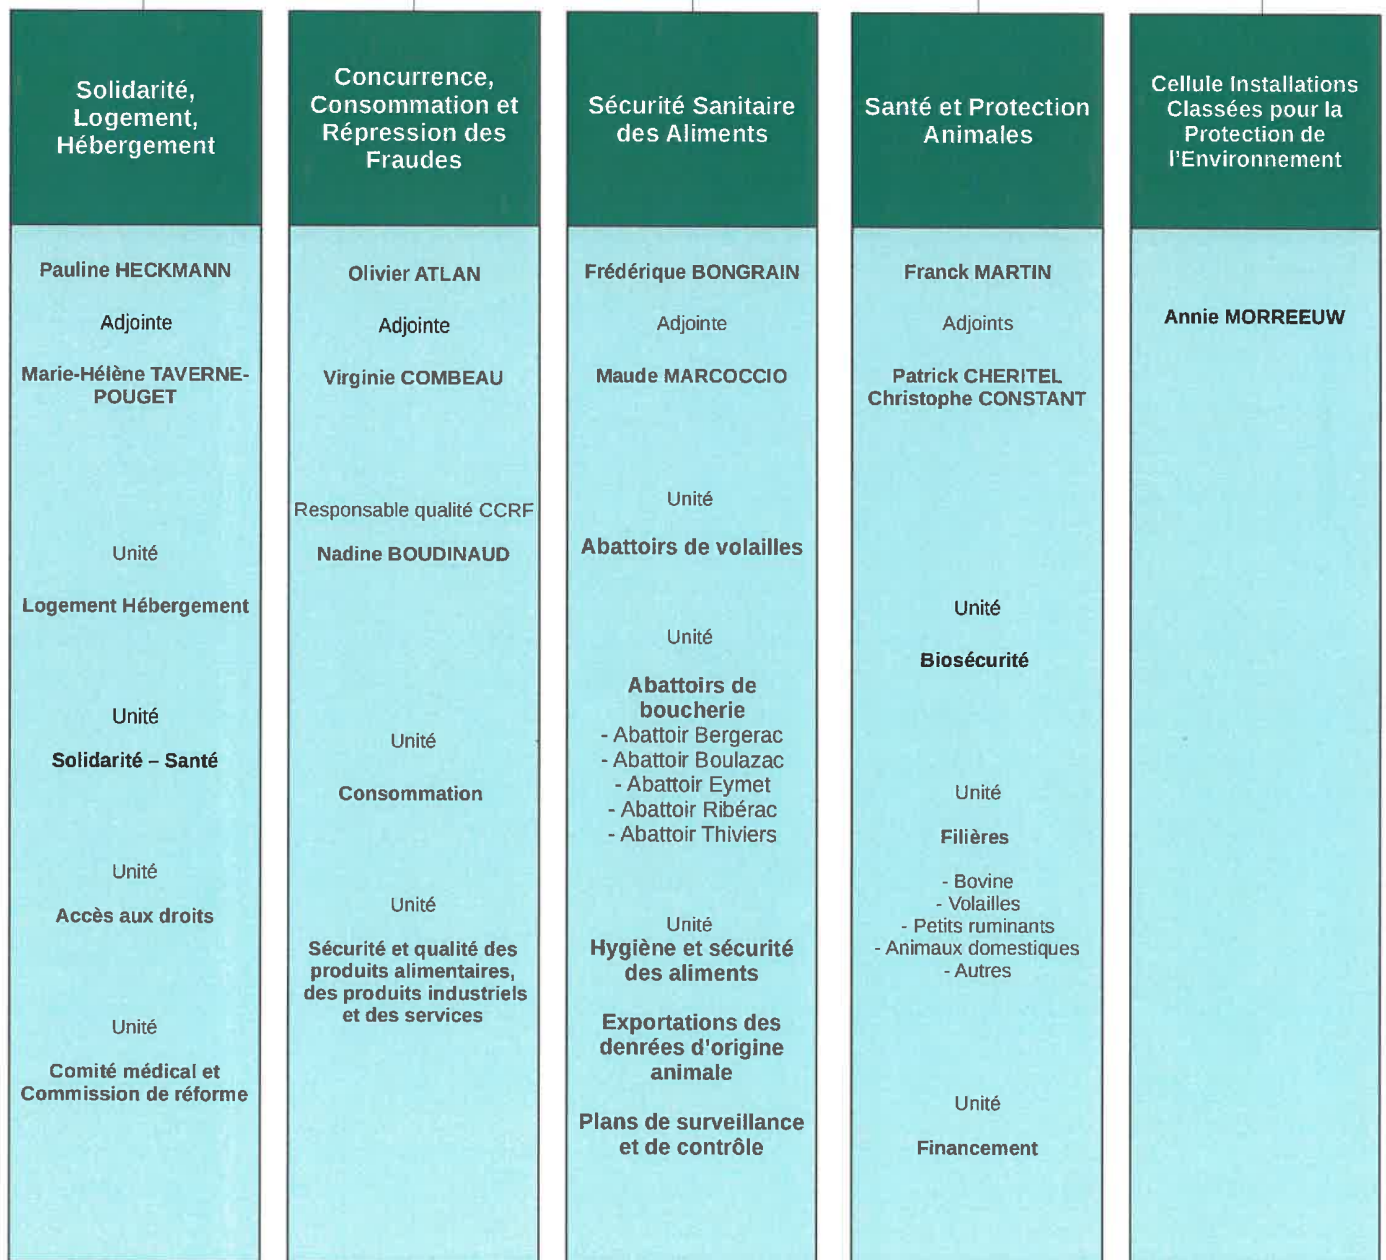 Solidarité,
Logement,
Hébergement
Pauline HECKMANN
Adjointe
Marie-Hélène TAVERNE-
POUGET
Unité
Logement Hébergement
Unité
Solidarité – Santé
Unité
Accès aux droits
Unité
Comité médical et
Commission de réforme
Concurrence,
Consommation et
Répression des
Fraudes
Olivier ATLAN
Adjointe
Virginie COMBEAU
Responsable qualité CCRF
Nadine BOUDINAUD
Unité
Consommation
Unité
Sécurité et qualité des
produits alimentaires,
des produits industriels
et des services
Sécurité Sanitaire
des Aliments
Frédérique BONGRAIN
Adjointe
Maude MARCOCCIO
Unité
Abattoirs de volailles
Unité
Abattoirs de
boucherie
- Abattoir Bergerac
- Abattoir Boulazac
- Abattoir Eymet
- Abattoir Ribérac
- Abattoir Thiviers
Unité
Hygiène et sécurité
des aliments
Exportations des
denrées d'origine
animale
Plans de surveillance
et de contrôle
Santé et Protection
Animales
Franck MARTIN
Adjoints
Patrick CHERITEL
Christophe CONSTANT
Unité
Biosécurité
Unité
Filières
- Bovine
- Volailles
- Petits ruminants
- Animaux domestiques
- Autres
Unité
Financement
Cellule Installations
Classées pour la
Protection de
l'Environnement
Annie MORREEUW